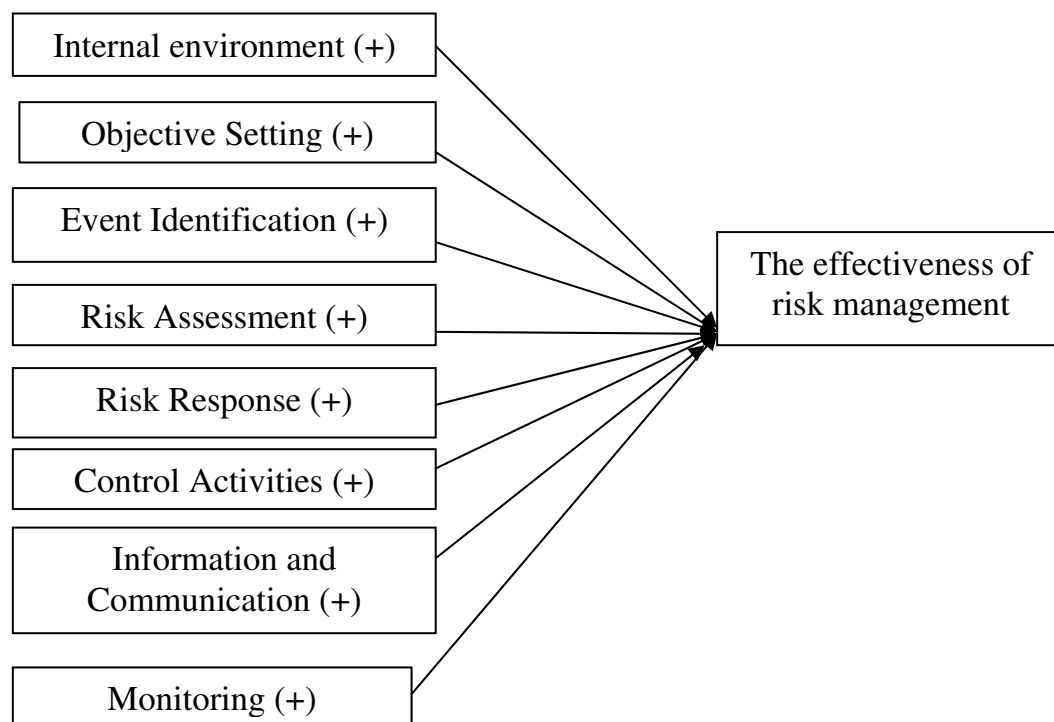 Internal environment (+)
Objective Setting (+)
Event Identification (+)
Risk Assessment (+)
Risk Response (+)
Control Activities (+)
Information and
Communication (+)
Monitoring (+)
The effectiveness of
risk management